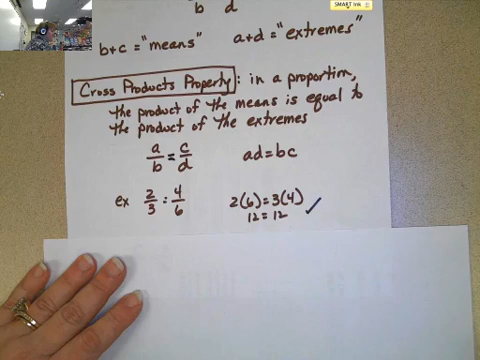 SMART Ink
b d
b+c = "means" a+d = "extremes"
Cross Products Property: in a proportion,
the product of the means is equal to
the product of the extremes
a/b = c/d ad = bc
ex 2/3 = 4/6 2(6) = 3(4)
12 = 12 ✓